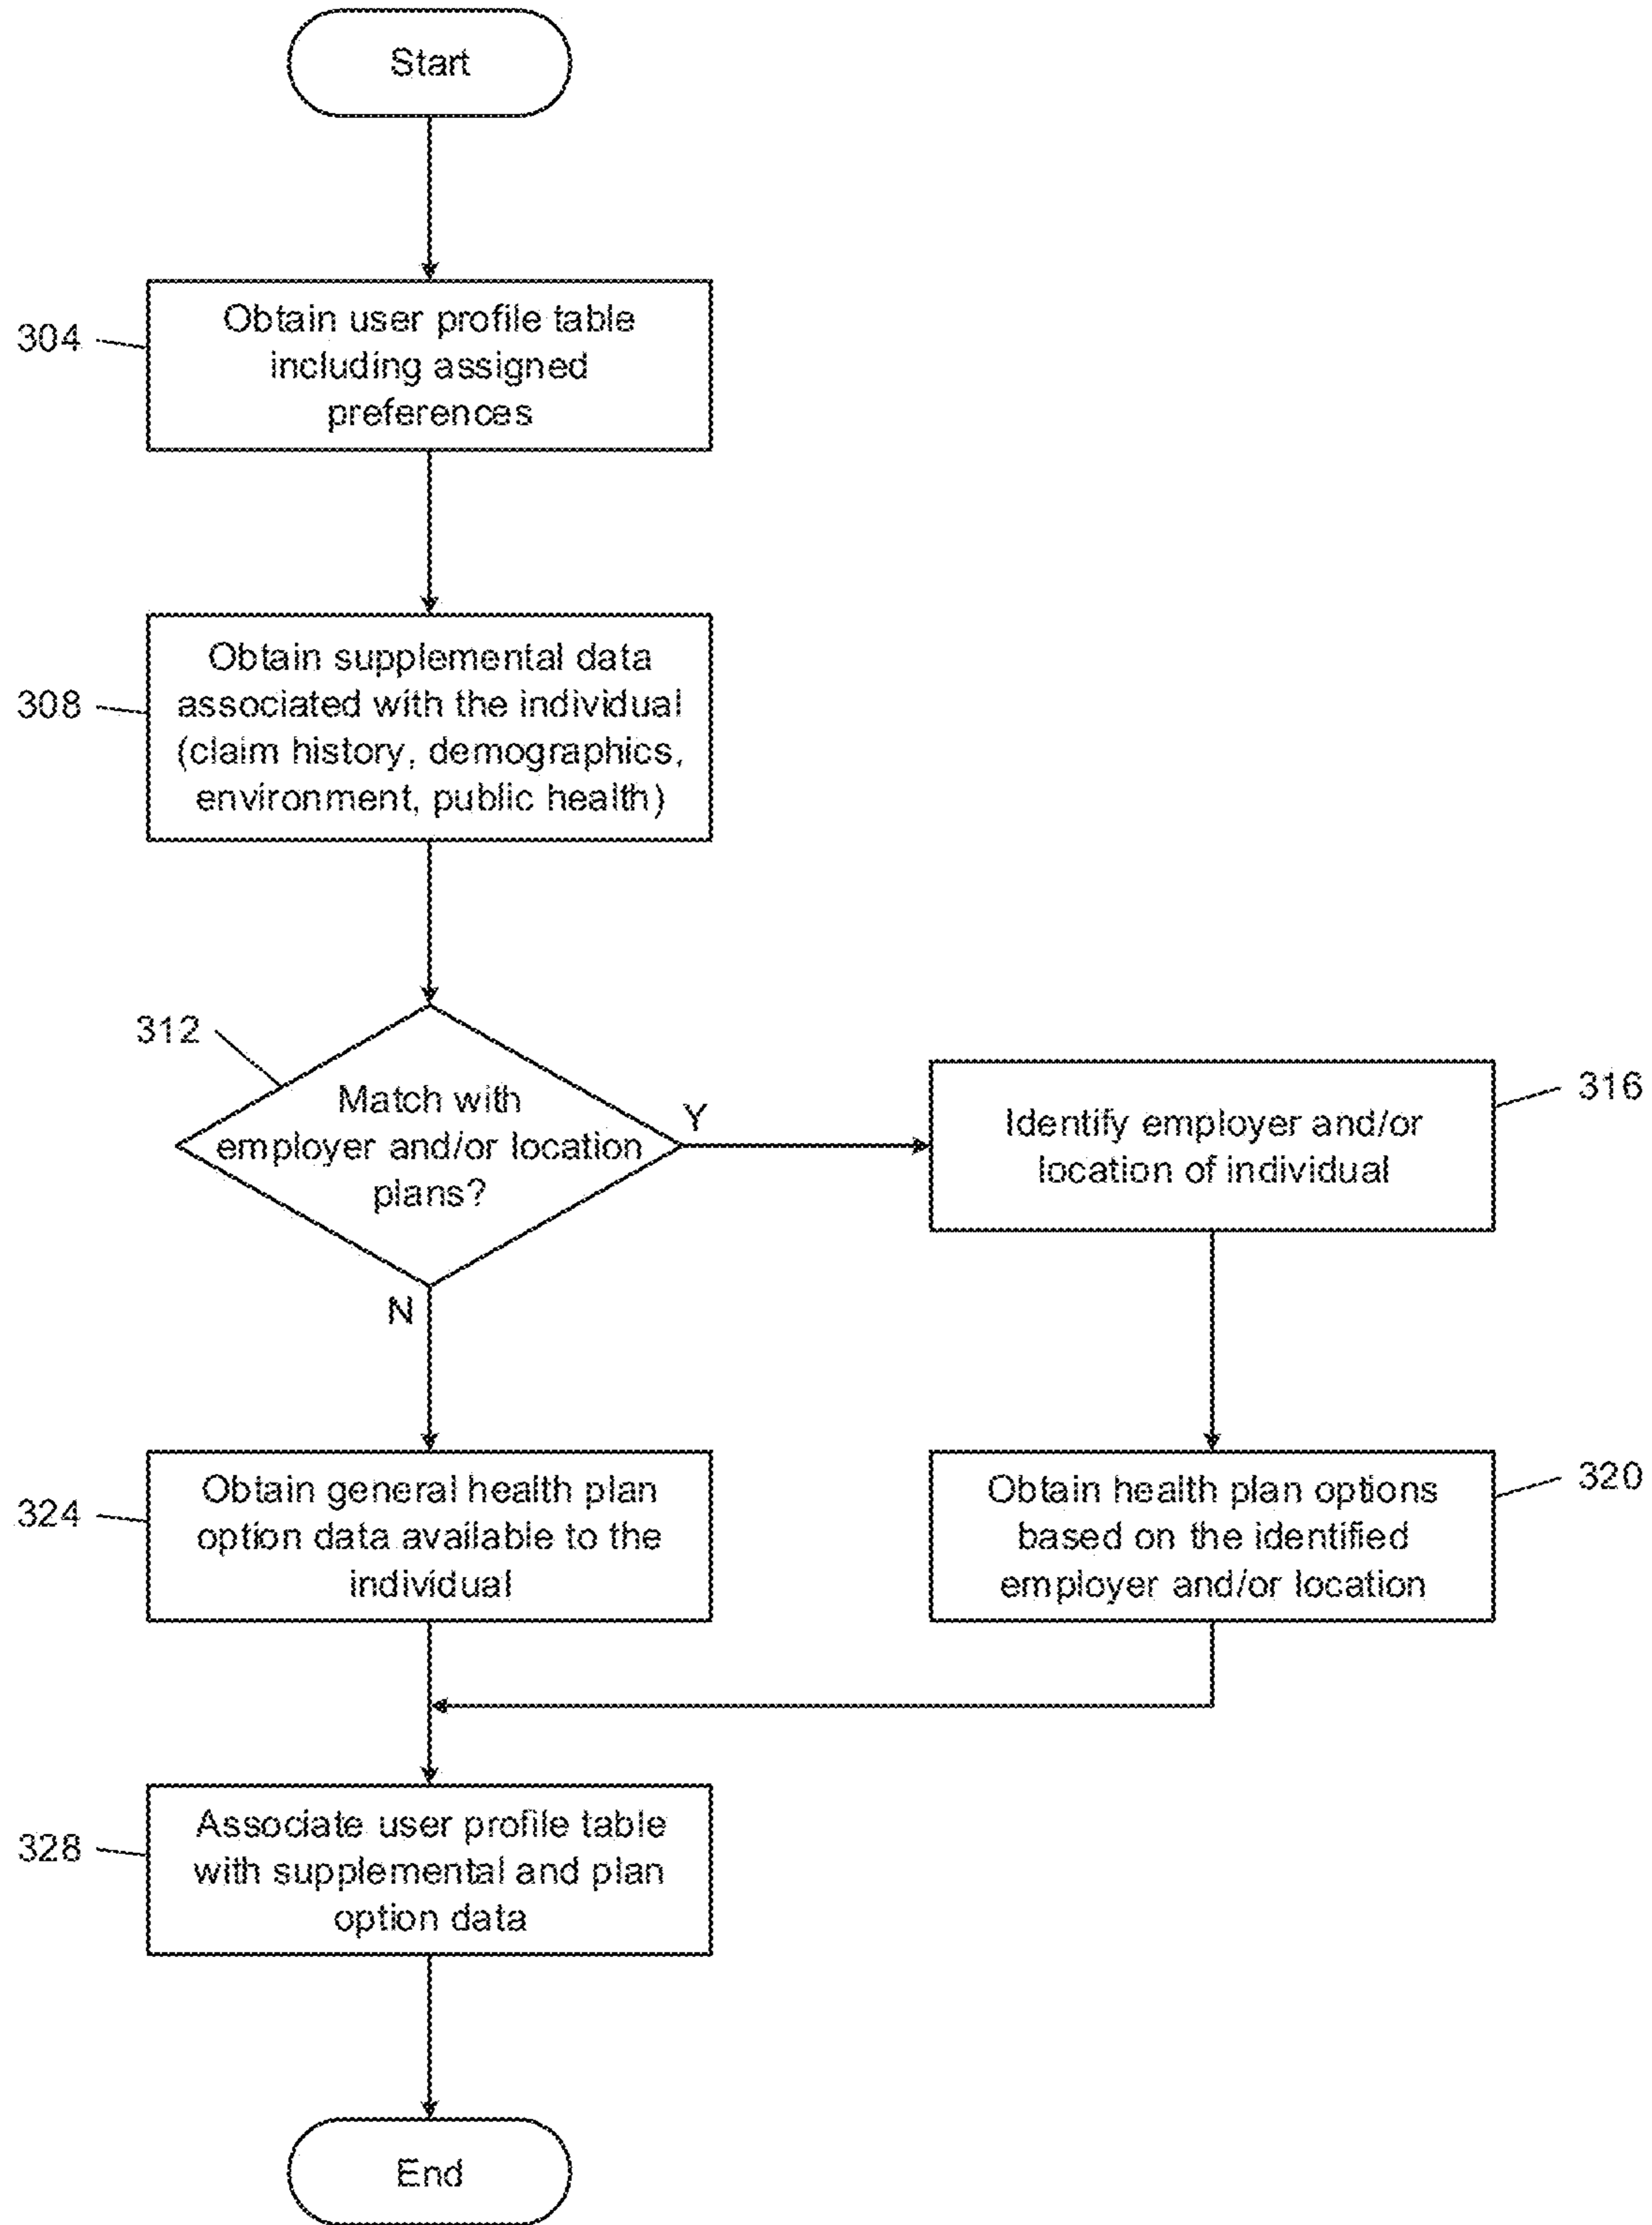 Start
304
Obtain user profile table
including assigned
preferences
308
Obtain supplemental data
associated with the individual
(claim history, demographics,
environment, public health)
312
Match with
employer and/or location
plans?
Y
N
316
Identify employer and/or
location of individual
324
Obtain general health plan
option data available to the
individual
320
Obtain health plan options
based on the identified
employer and/or location
328
Associate user profile table
with supplemental and plan
option data
End